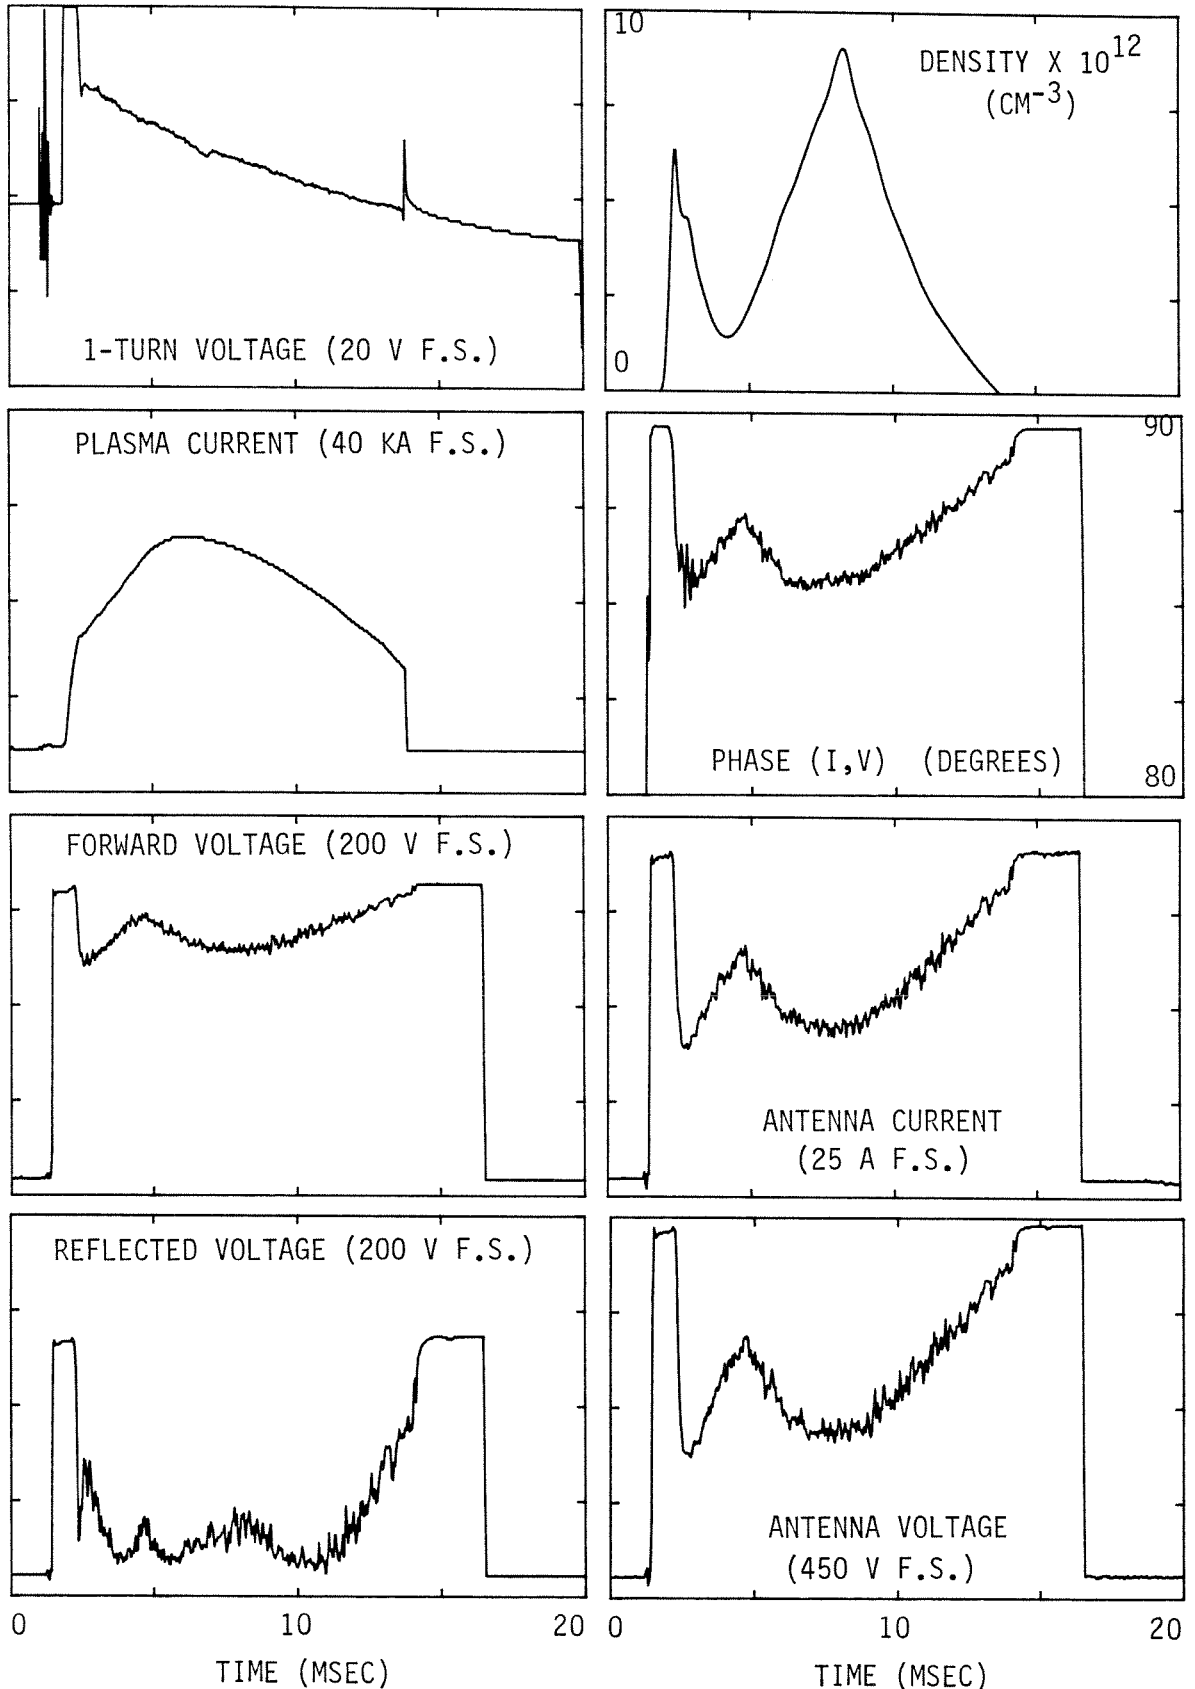 1-TURN VOLTAGE (20 V F.S.)
10
DENSITY X 10^12
(CM^-3)
0
PLASMA CURRENT (40 KA F.S.)
90
PHASE (I,V) (DEGREES)
80
FORWARD VOLTAGE (200 V F.S.)
ANTENNA CURRENT
(25 A F.S.)
REFLECTED VOLTAGE (200 V F.S.)
ANTENNA VOLTAGE
(450 V F.S.)
0 10 20
TIME (MSEC)
0 10 20
TIME (MSEC)